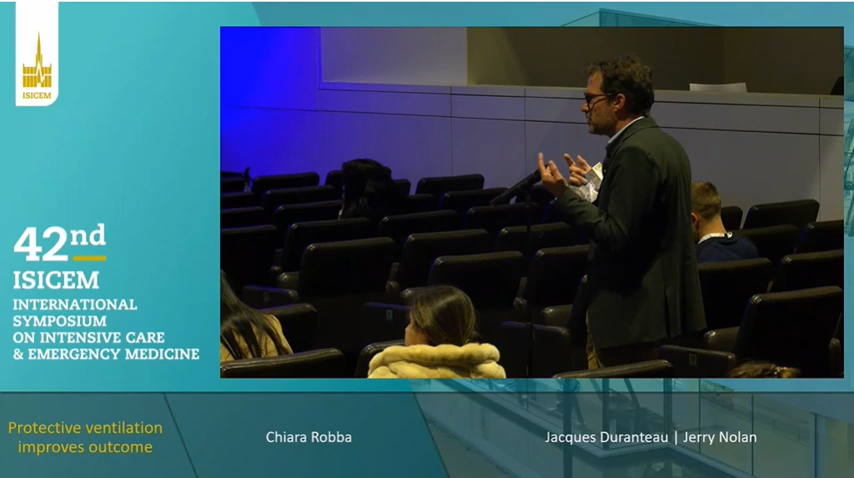 ISICEM
42nd
ISICEM
INTERNATIONAL
SYMPOSIUM
ON INTENSIVE CARE
& EMERGENCY MEDICINE
Protective ventilation
improves outcome
Chiara Robba
Jacques Duranteau | Jerry Nolan